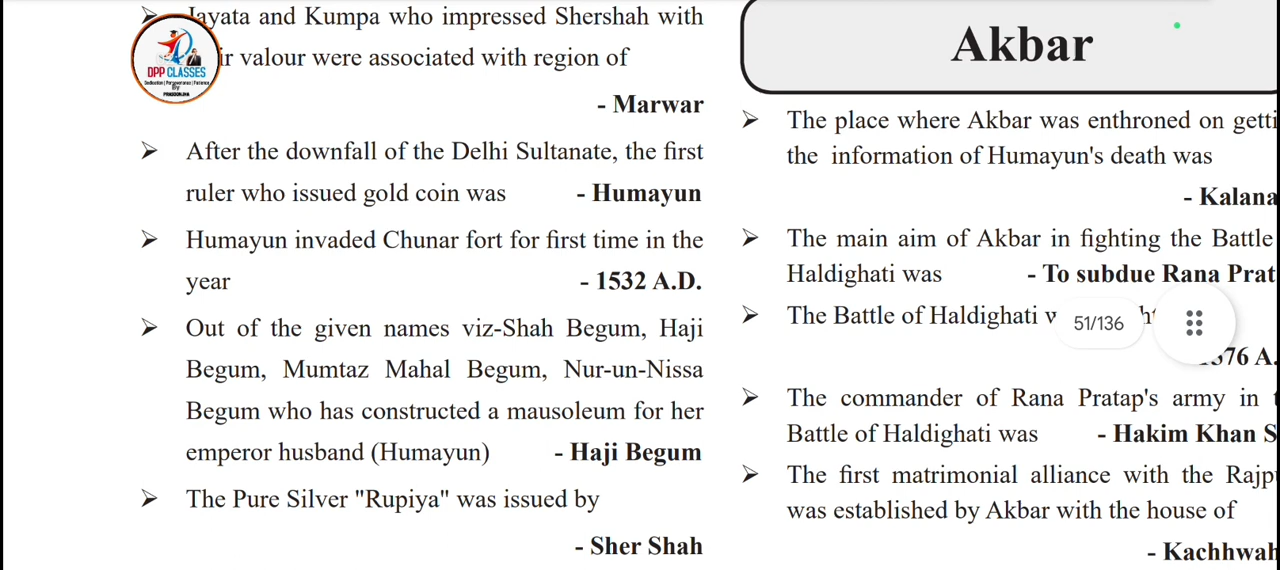 Jayata and Kumpa who impressed Shershah with
valour were associated with region of
- Marwar
➢ After the downfall of the Delhi Sultanate, the first
ruler who issued gold coin was - Humayun
➢ Humayun invaded Chunar fort for first time in the
year - 1532 A.D.
➢ Out of the given names viz-Shah Begum, Haji
Begum, Mumtaz Mahal Begum, Nur-un-Nissa
Begum who has constructed a mausoleum for her
emperor husband (Humayun) - Haji Begum
➢ The Pure Silver "Rupiya" was issued by
- Sher Shah
DPP CLASSES
By
Akbar
➢ The place where Akbar was enthroned on getti
the information of Humayun's death was
- Kalana
➢ The main aim of Akbar in fighting the Battle
Haldighati was - To subdue Rana Prat
➢ The Battle of Haldighati
576 A.
➢ The commander of Rana Pratap's army in
Battle of Haldighati was - Hakim Khan S
➢ The first matrimonial alliance with the Rajp
was established by Akbar with the house of
- Kachhwah
51/136